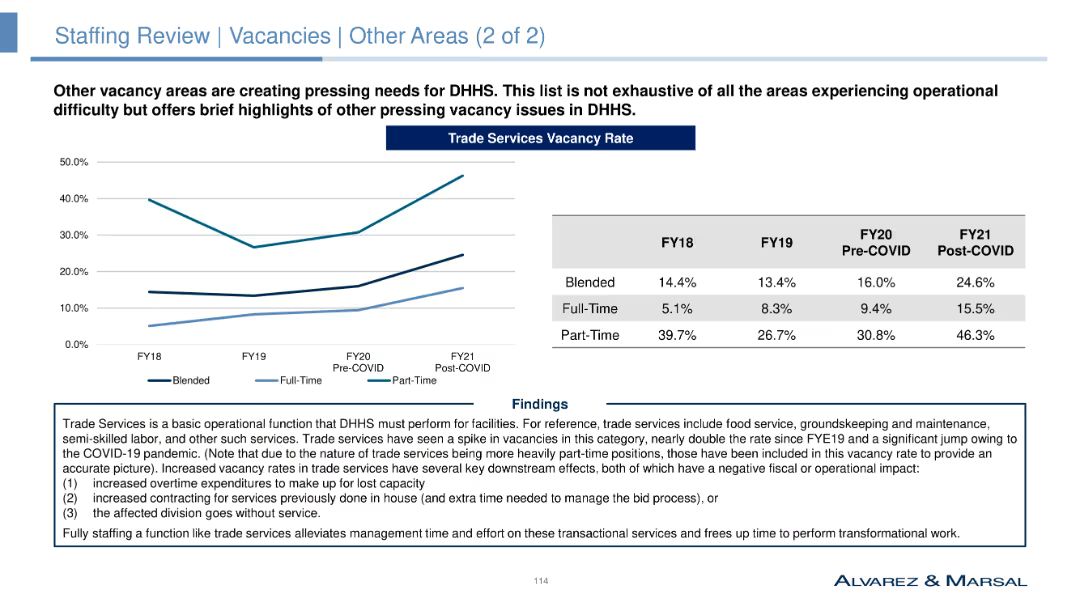 Staffing Review | Vacancies | Other Areas (2 of 2)
Other vacancy areas are creating pressing needs for DHHS. This list is not exhaustive of all the areas experiencing operational
difficulty but offers brief highlights of other pressing vacancy issues in DHHS.
Trade Services Vacancy Rate
50.0%
40.0%
30.0%
20.0%
10.0%
0.0%
FY18 FY19 FY20 FY21
Pre-COVID Post-COVID
Blended Full-Time Part-Time
FY18 FY19 FY20 Pre-COVID FY21 Post-COVID
Blended 14.4% 13.4% 16.0% 24.6%
Full-Time 5.1% 8.3% 9.4% 15.5%
Part-Time 39.7% 26.7% 30.8% 46.3%
Findings
Trade Services is a basic operational function that DHHS must perform for facilities. For reference, trade services include food service, groundskeeping and maintenance,
semi-skilled labor, and other such services. Trade services have seen a spike in vacancies in this category, nearly double the rate since FYE19 and a significant jump owing to
the COVID-19 pandemic. (Note that due to the nature of trade services being more heavily part-time positions, those have been included in this vacancy rate to provide an
accurate picture). Increased vacancy rates in trade services have several key downstream effects, both of which have a negative fiscal or operational impact:
(1) increased overtime expenditures to make up for lost capacity
(2) increased contracting for services previously done in house (and extra time needed to manage the bid process), or
(3) the affected division goes without service.
Fully staffing a function like trade services alleviates management time and effort on these transactional services and frees up time to perform transformational work.
114
ALVAREZ & MARSAL